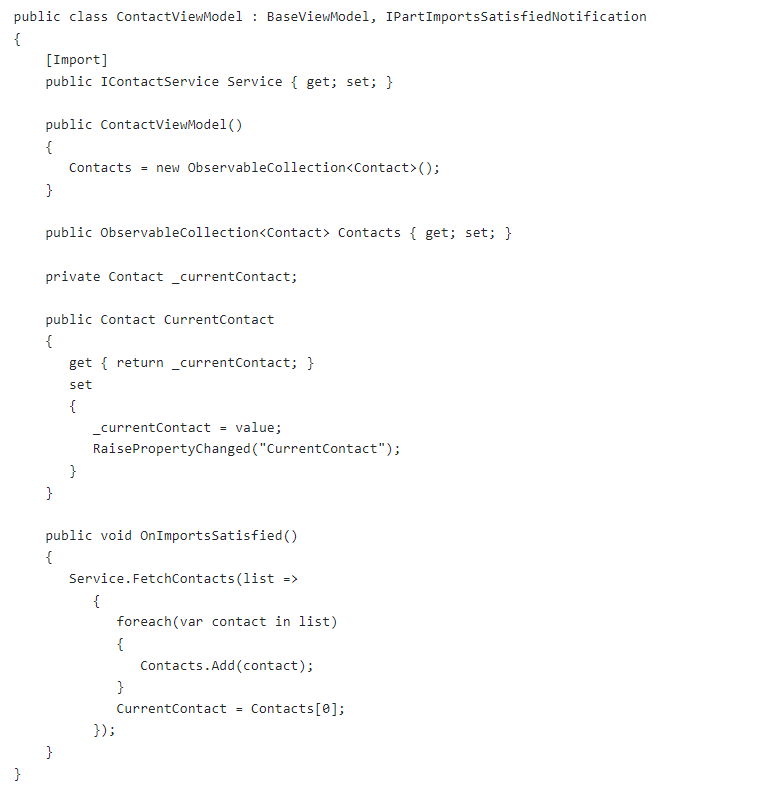 public class ContactViewModel : BaseViewModel, IPartImportsSatisfiedNotification
{
    [Import]
    public IContactService Service { get; set; }

    public ContactViewModel()
    {
       Contacts = new ObservableCollection<Contact>();
    }

    public ObservableCollection<Contact> Contacts { get; set; }

    private Contact _currentContact;

    public Contact CurrentContact
    {
       get { return _currentContact; }
       set
       {
          _currentContact = value;
          RaisePropertyChanged("CurrentContact");
       }
    }

    public void OnImportsSatisfied()
    {
       Service.FetchContacts(list =>
          {
             foreach(var contact in list)
             {
                Contacts.Add(contact);
             }
             CurrentContact = Contacts[0];
          });
    }
}